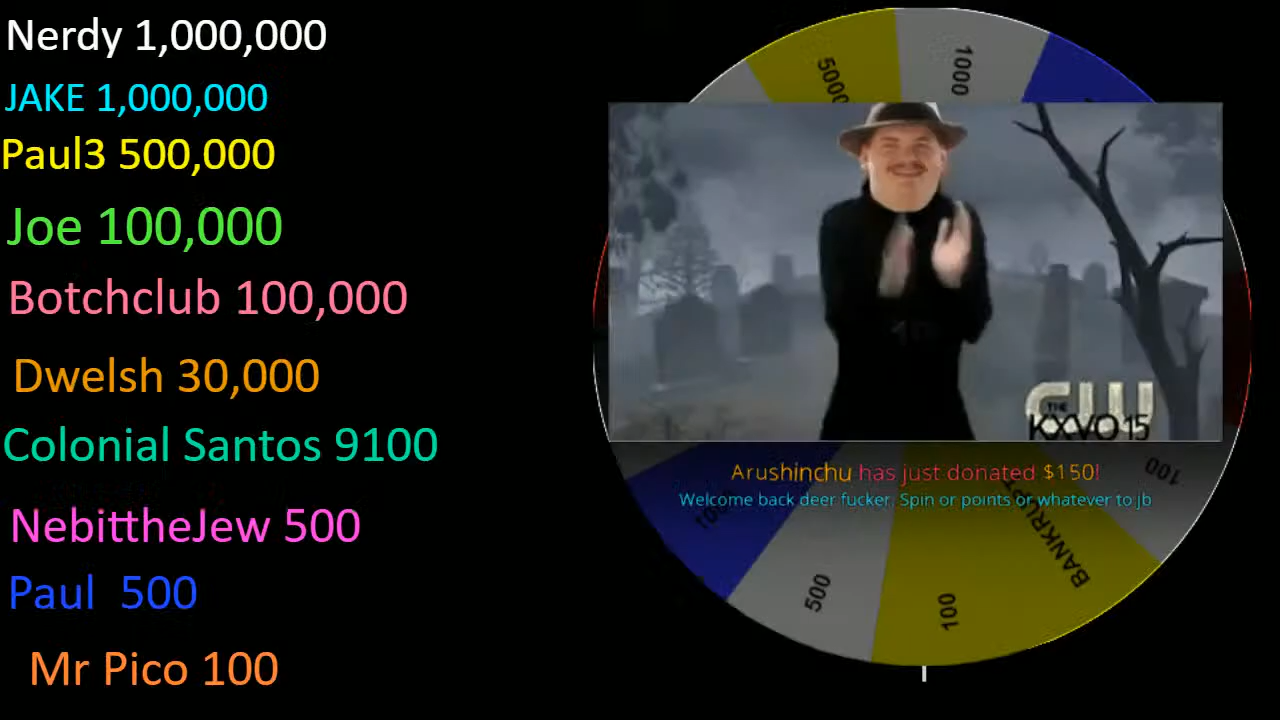 Nerdy 1,000,000
JAKE 1,000,000
Paul3 500,000
Joe 100,000
Botchclub 100,000
Dwelsh 30,000
Colonial Santos 9100
NebittheJew 500
Paul 500
Mr Pico 100
5000
1000
THE CW
KXVO 15
Arushinchu has just donated $150!
Welcome back deer fucker. Spin or points or whatever to jb
100
BANKRUPT
100
500